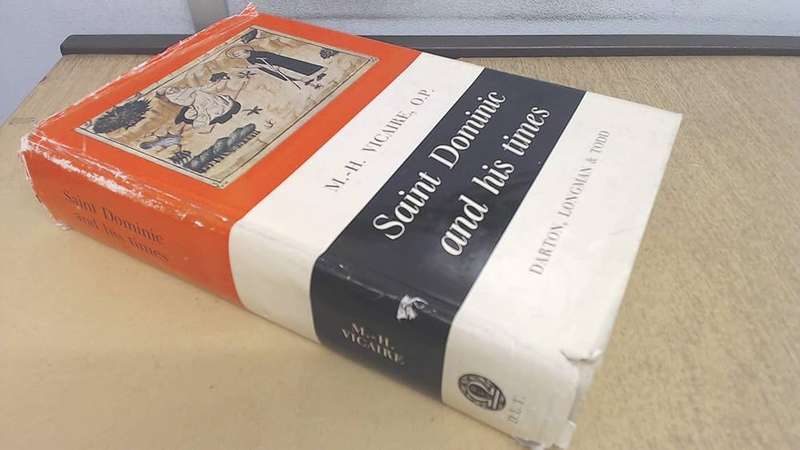 M.-H. VICAIRE, O.P.
Saint Dominic
and his times
DARTON, LONGMAN & TODD
Saint Dominic
and his times
M.-H.
VICAIRE
D.L.T.